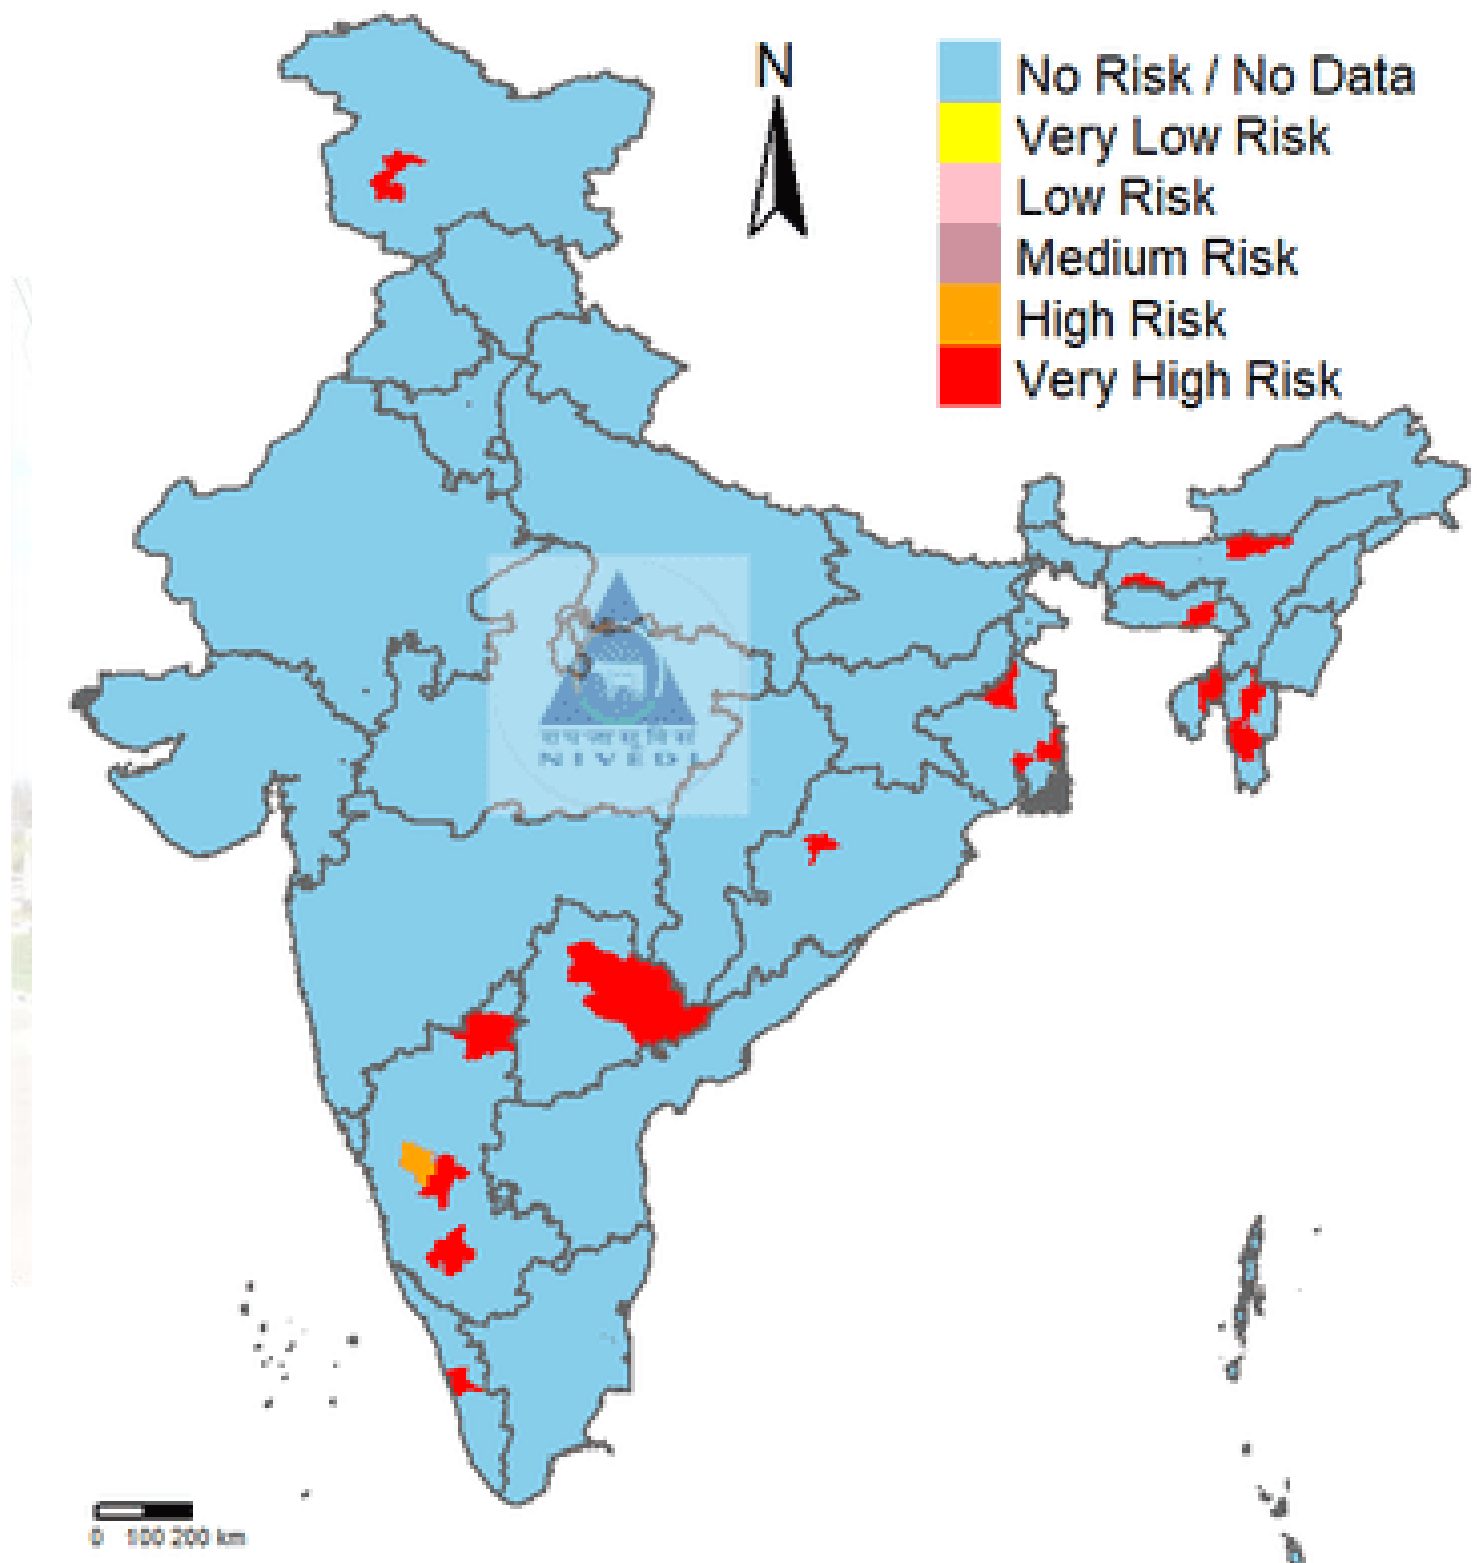 N
No Risk / No Data
Very Low Risk
Low Risk
Medium Risk
High Risk
Very High Risk
NIVEDI
0 100 200 km